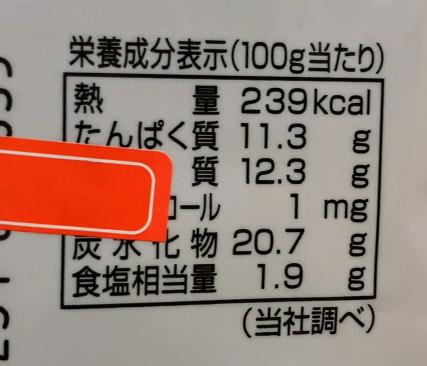 栄養成分表示(100g当たり)
熱量 239kcal
たんぱく質 11.3 g
質 12.3 g
ロール 1 mg
炭水化物 20.7 g
食塩相当量 1.9 g
(当社調べ)